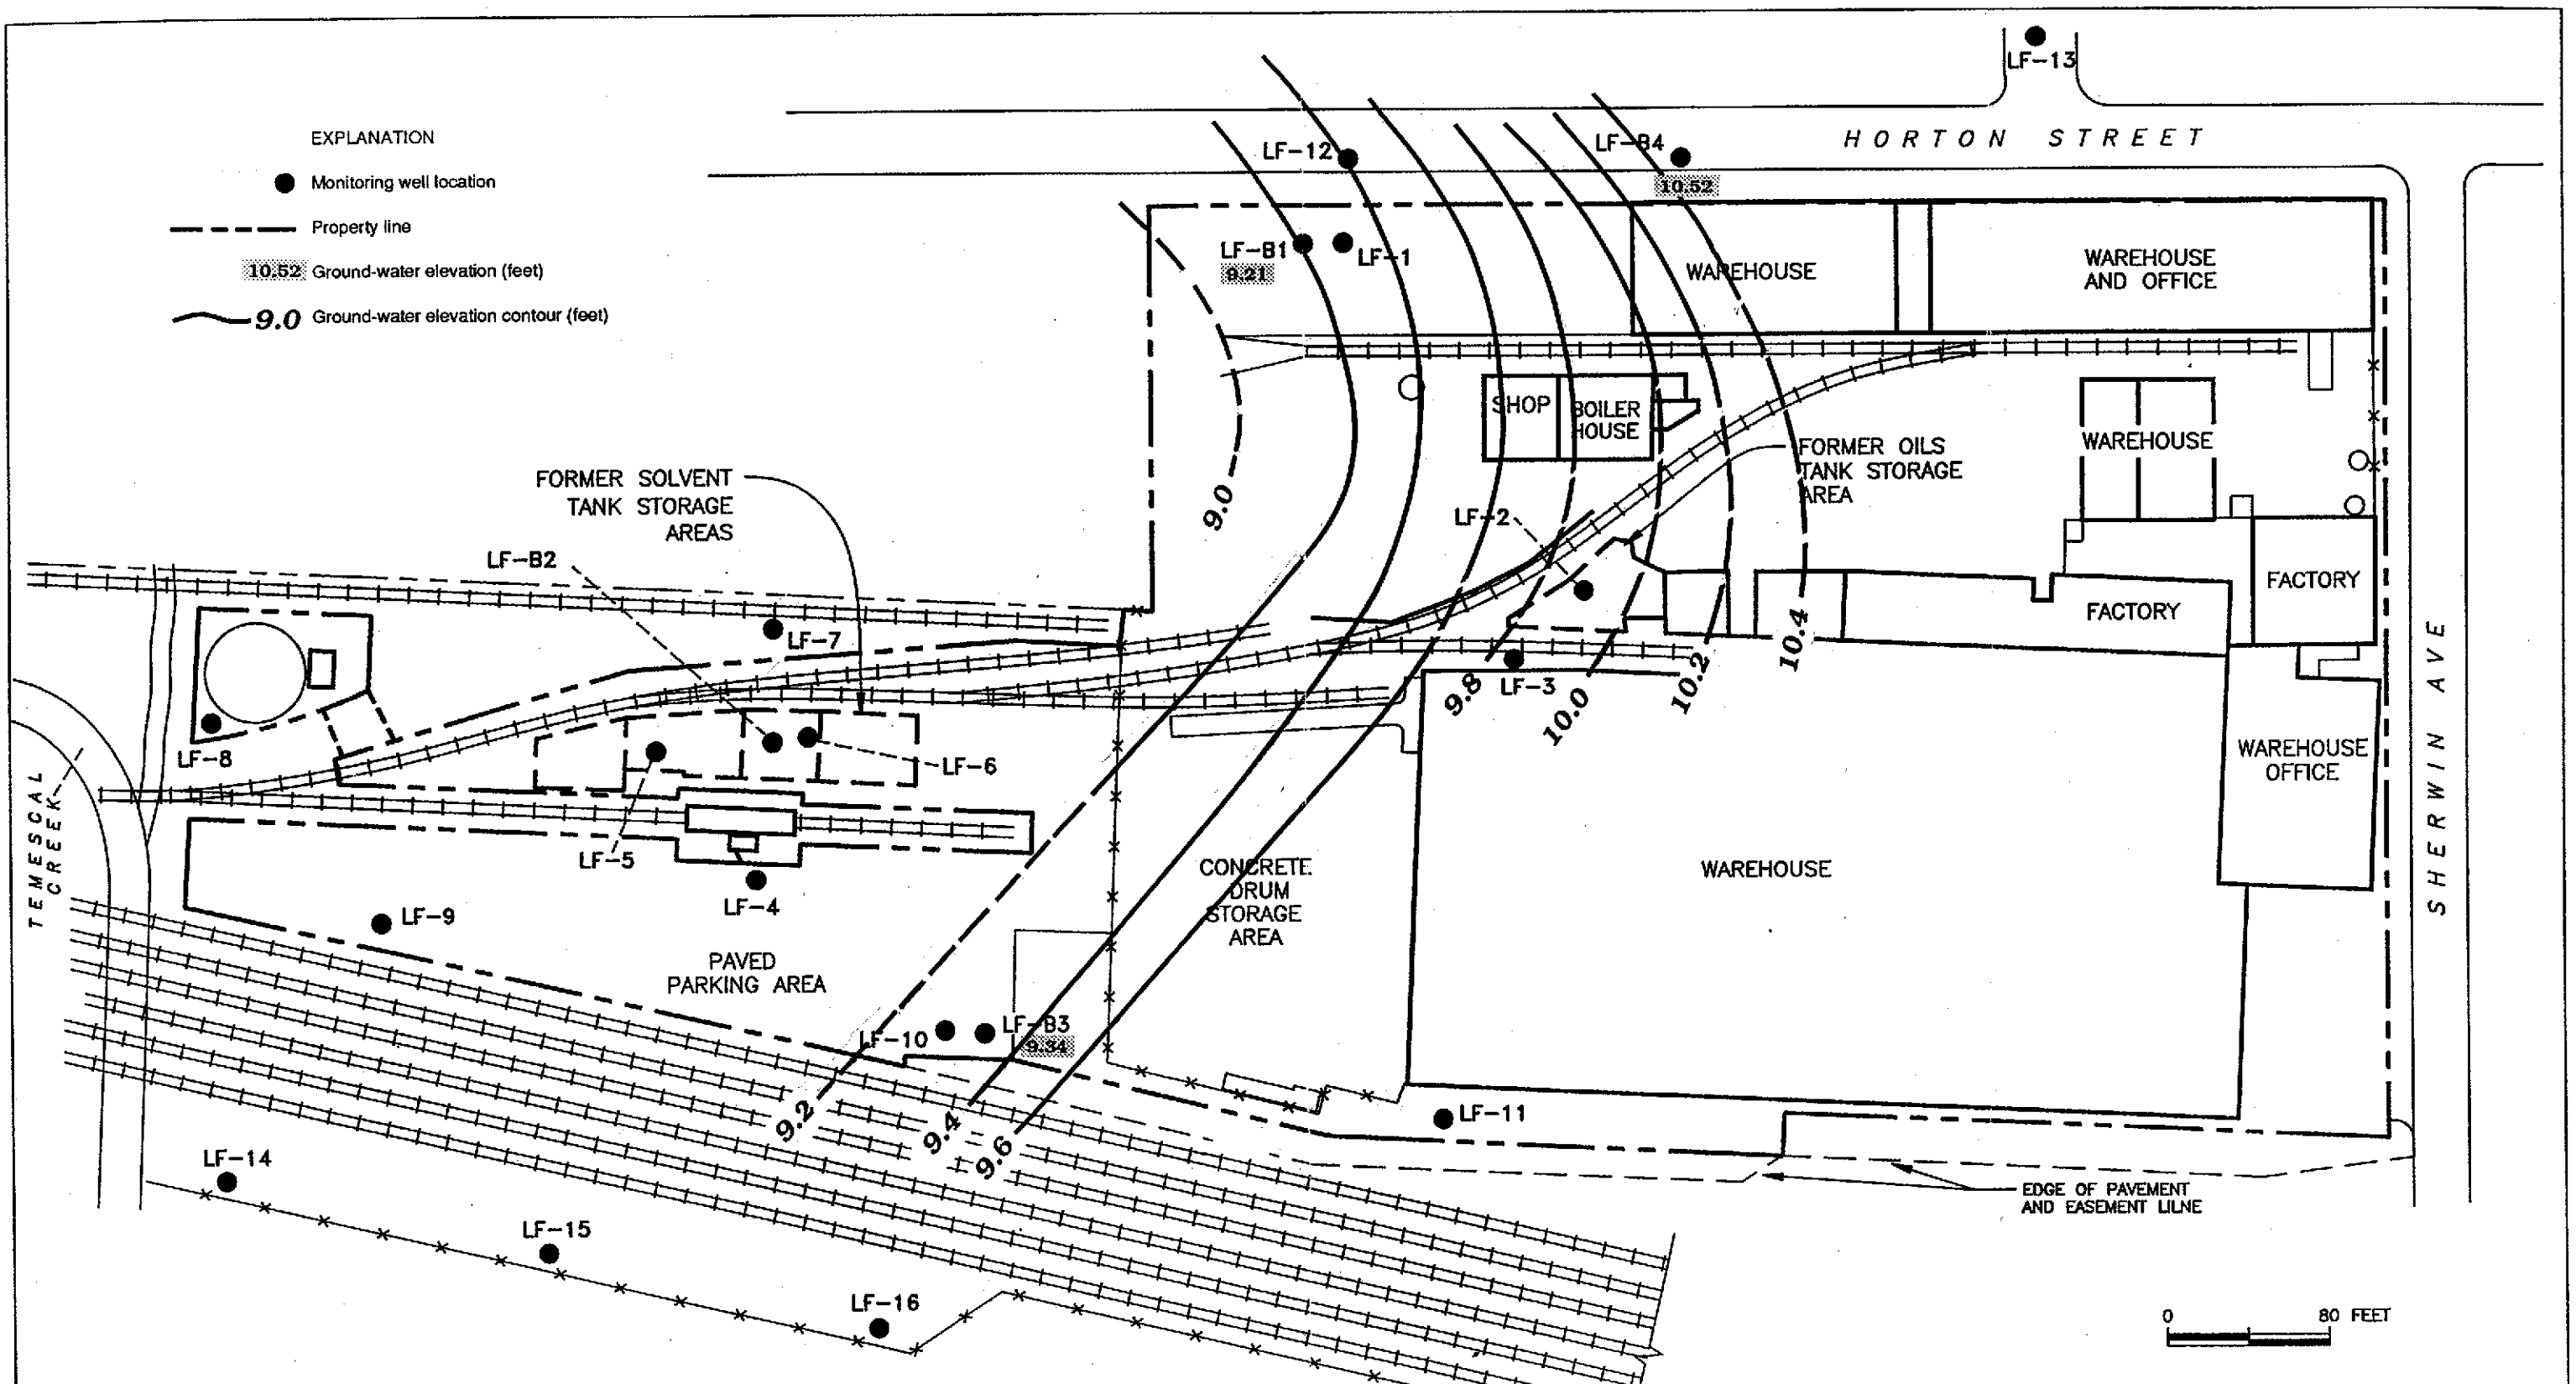 LF-13
EXPLANATION
Monitoring well location
Property line
10.52 Ground-water elevation (feet)
9.0 Ground-water elevation contour (feet)
HORTON STREET
LF-12
LF-B4
10.52
LF-B1
9.21
LF-1
WAREHOUSE
WAREHOUSE
AND OFFICE
SHOP
BOILER
HOUSE
WAREHOUSE
FORMER OILS
TANK STORAGE
AREA
FORMER SOLVENT
TANK STORAGE
AREAS
9.0
LF-2
LF-B2
FACTORY
FACTORY
LF-7
LF-3
9.8
10.0
10.2
10.4
SHERWIN AVE
LF-8
LF-6
WAREHOUSE
OFFICE
TEMESCAL
CREEK
LF-5
LF-4
LF-9
CONCRETE
DRUM
STORAGE
AREA
WAREHOUSE
PAVED
PARKING AREA
LF-10
LF-B3
9.34
9.2
9.4
9.6
LF-11
LF-14
LF-15
LF-16
EDGE OF PAVEMENT
AND EASEMENT LILNE
0 80 FEET